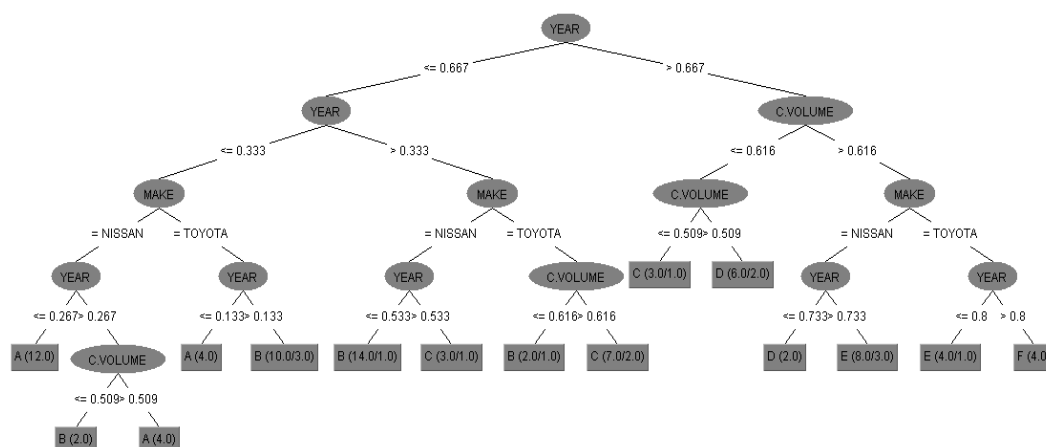 YEAR
<= 0.667 > 0.667
YEAR C.VOLUME
<= 0.333 > 0.333 <= 0.616 > 0.616
MAKE MAKE C.VOLUME MAKE
= NISSAN = TOYOTA = NISSAN = TOYOTA <= 0.509 > 0.509 = NISSAN = TOYOTA
YEAR YEAR YEAR C.VOLUME C (3.0/1.0) D (6.0/2.0) YEAR YEAR
<= 0.267 > 0.267 <= 0.133 > 0.133 <= 0.533 > 0.533 <= 0.616 > 0.616 <= 0.733 > 0.733 <= 0.8 > 0.8
A (12.0) C.VOLUME A (4.0) B (10.0/3.0) B (14.0/1.0) C (3.0/1.0) B (2.0/1.0) C (7.0/2.0) D (2.0) E (8.0/3.0) E (4.0/1.0) F (4.0
<= 0.509 > 0.509
B (2.0) A (4.0)